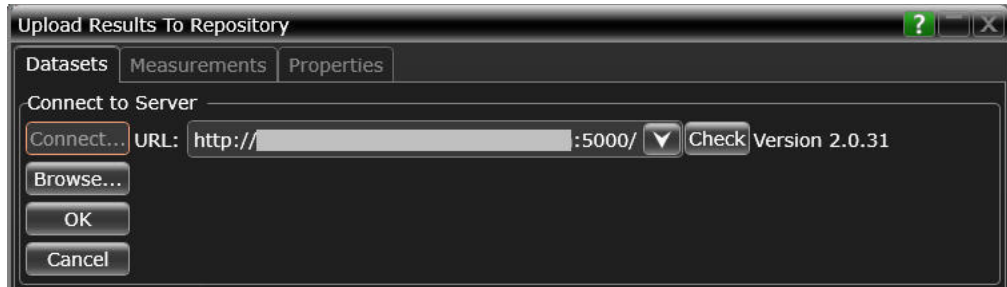 Upload Results To Repository ? X
Datasets Measurements Properties
Connect to Server
Connect... URL: http:// :5000/ Check Version 2.0.31
Browse...
OK
Cancel